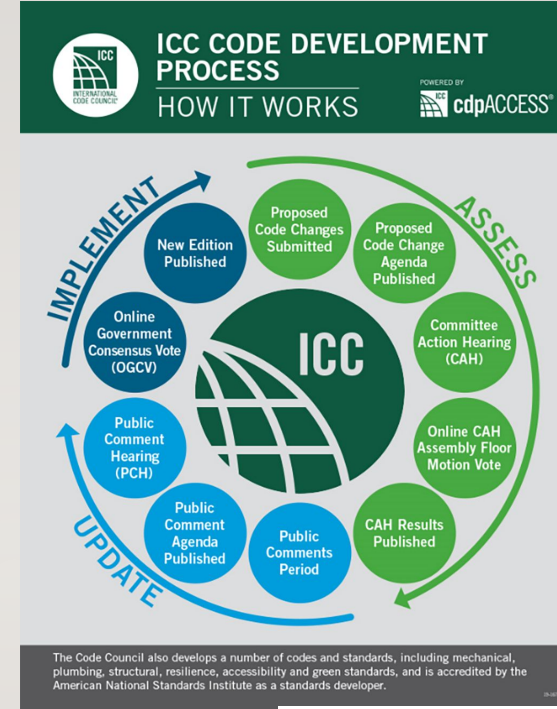 ICC
INTERNATIONAL
CODE COUNCIL®
ICC CODE DEVELOPMENT
PROCESS
HOW IT WORKS
POWERED BY
ICC
cdpACCESS®
IMPLEMENT
ASSESS
UPDATE
Proposed
Code Changes
Submitted
Proposed
Code Change
Agenda
Published
Committee
Action Hearing
(CAH)
Online CAH
Assembly Floor
Motion Vote
CAH Results
Published
Public
Comments
Period
Public
Comment
Agenda
Published
Public
Comment
Hearing
(PCH)
Online
Government
Consensus Vote
(OGCV)
New Edition
Published
ICC
The Code Council also develops a number of codes and standards, including mechanical,
plumbing, structural, resilience, accessibility and green standards, and is accredited by the
American National Standards Institute as a standards developer.